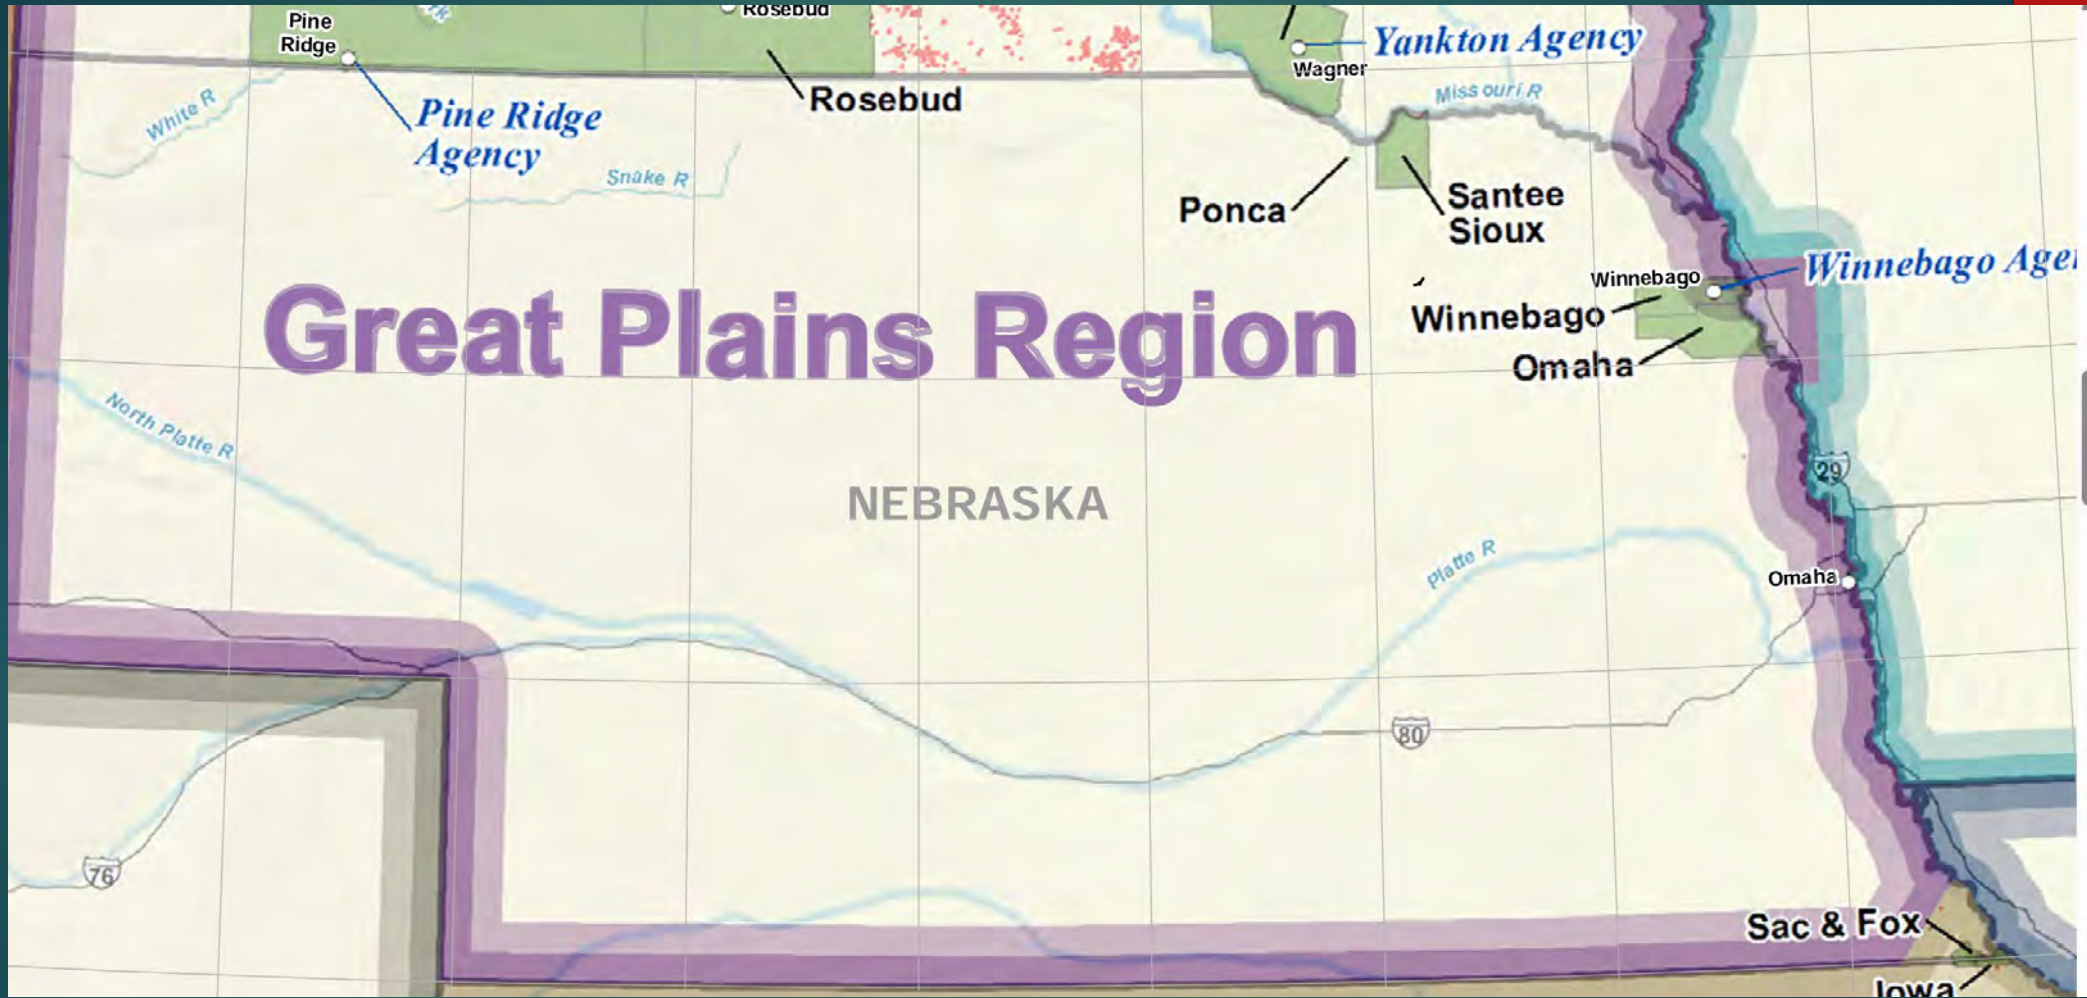 Pine
Ridge
Rosebud
Yankton Agency
Wagner
Rosebud
Missouri R
White R
Pine Ridge
Agency
Snake R
Ponca
Santee
Sioux
Winnebago
Winnebago
Omaha
Great Plains Region
North Platte R
29
NEBRASKA
Platte R
Omaha
80
76
Sac & Fox
Iowa